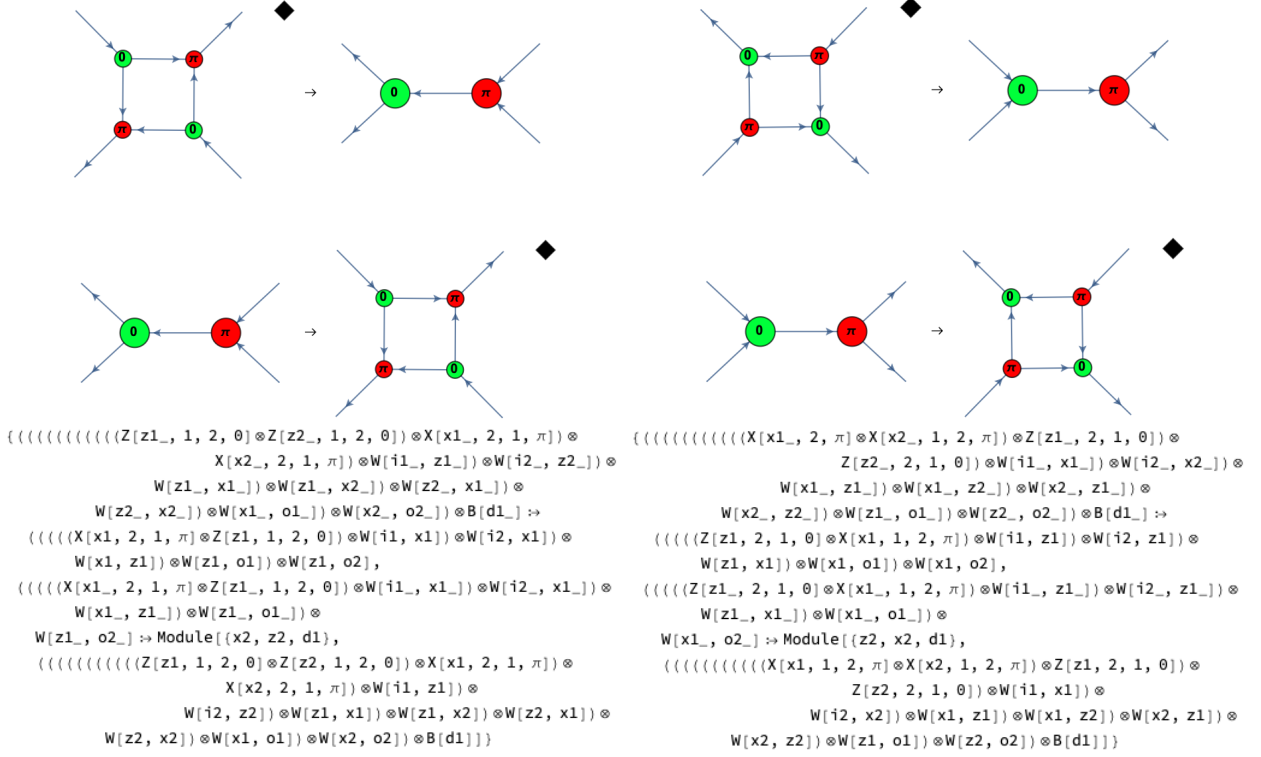 0 π
→ 0 π
π 0
0 π
→ 0 π
π 0
0 π →
0 π
π 0
0 π →
0 π
π 0
{((((((((((((Z[z1_, 1, 2, 0]⊗Z[z2_, 1, 2, 0])⊗X[x1_, 2, 1, π])⊗
X[x2_, 2, 1, π])⊗W[i1_, z1_])⊗W[i2_, z2_])⊗
W[z1_, x1_])⊗W[z1_, x2_])⊗W[z2_, x1_])⊗
W[z2_, x2_])⊗W[x1_, o1_])⊗W[x2_, o2_])⊗B[d1_] :→
(((((X[x1, 2, 1, π]⊗Z[z1, 1, 2, 0])⊗W[i1, x1])⊗W[i2, x1])⊗
W[x1, z1])⊗W[z1, o1])⊗W[z1, o2],
(((((X[x1_, 2, 1, π]⊗Z[z1_, 1, 2, 0])⊗W[i1_, x1_])⊗W[i2_, x1_])⊗
W[x1_, z1_])⊗W[z1_, o1_])⊗
W[z1_, o2_] :→ Module[{x2, z2, d1},
(((((((((((Z[z1, 1, 2, 0]⊗Z[z2, 1, 2, 0])⊗X[x1, 2, 1, π])⊗
X[x2, 2, 1, π])⊗W[i1, z1])⊗
W[i2, z2])⊗W[z1, x1])⊗W[z1, x2])⊗W[z2, x1])⊗
W[z2, x2])⊗W[x1, o1])⊗W[x2, o2])⊗B[d1]]}
{((((((((((((X[x1_, 2, π]⊗X[x2_, 1, 2, π])⊗Z[z1_, 2, 1, 0])⊗
Z[z2_, 2, 1, 0])⊗W[i1_, x1_])⊗W[i2_, x2_])⊗
W[x1_, z1_])⊗W[x1_, z2_])⊗W[x2_, z1_])⊗
W[x2_, z2_])⊗W[z1_, o1_])⊗W[z2_, o2_])⊗B[d1_] :→
(((((Z[z1, 2, 1, 0]⊗X[x1, 1, 2, π])⊗W[i1, z1])⊗W[i2, z1])⊗
W[z1, x1])⊗W[x1, o1])⊗W[x1, o2],
(((((Z[z1_, 2, 1, 0]⊗X[x1_, 1, 2, π])⊗W[i1_, z1_])⊗W[i2_, z1_])⊗
W[z1_, x1_])⊗W[x1_, o1_])⊗
W[x1_, o2_] :→ Module[{z2, x2, d1},
(((((((((((X[x1, 1, 2, π]⊗X[x2, 1, 2, π])⊗Z[z1, 2, 1, 0])⊗
Z[z2, 2, 1, 0])⊗W[i1, x1])⊗
W[i2, x2])⊗W[x1, z1])⊗W[x1, z2])⊗W[x2, z1])⊗
W[x2, z2])⊗W[z1, o1])⊗W[z2, o2])⊗B[d1]]}